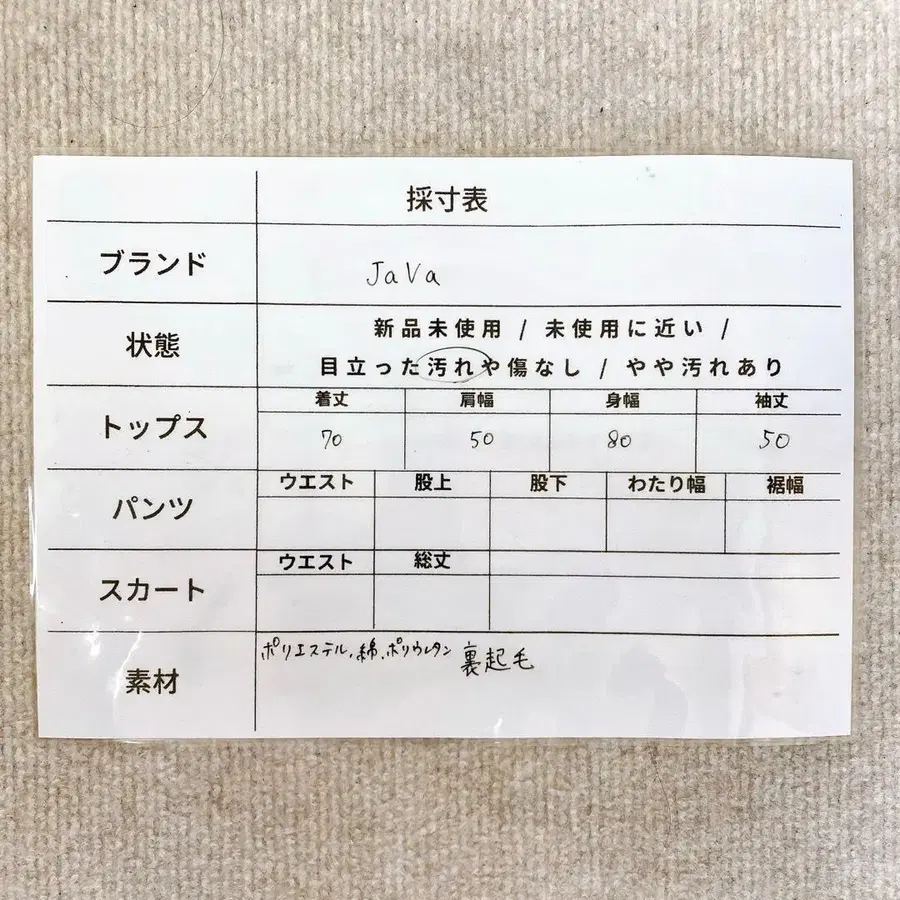 採寸表
ブランド JaVa
状態 新品未使用 / 未使用に近い /
目立った汚れや傷なし / やや汚れあり
トップス 着丈 肩幅 身幅 袖丈
70 50 80 50
パンツ ウエスト 股上 股下 わたり幅 裾幅
スカート ウエスト 総丈
素材 ポリエステル,綿,ポリウレタン 裏起毛